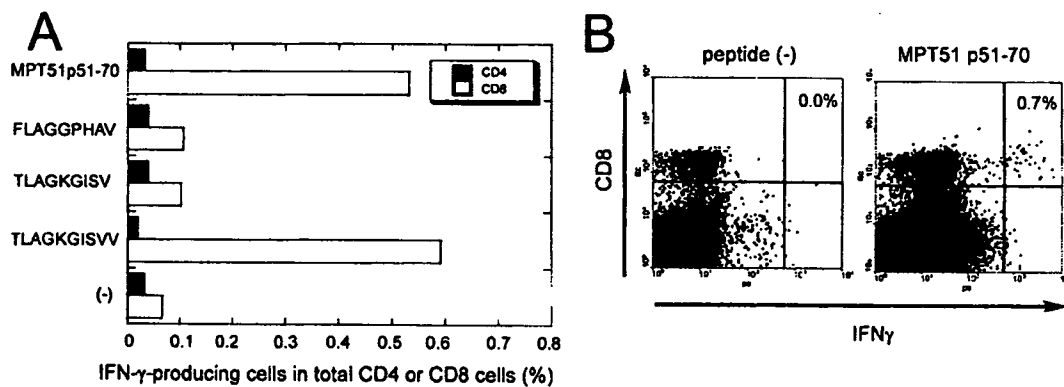 A
MPT51p51-70
FLAGGPHAV
TLAGKGISV
TLAGKGISVV
(-)
CD4
CD8
0 0.1 0.2 0.3 0.4 0.5 0.6 0.7 0.8
IFN-γ-producing cells in total CD4 or CD8 cells (%)
B
peptide (-)
MPT51 p51-70
0.0%
0.7%
CD8
IFNγ